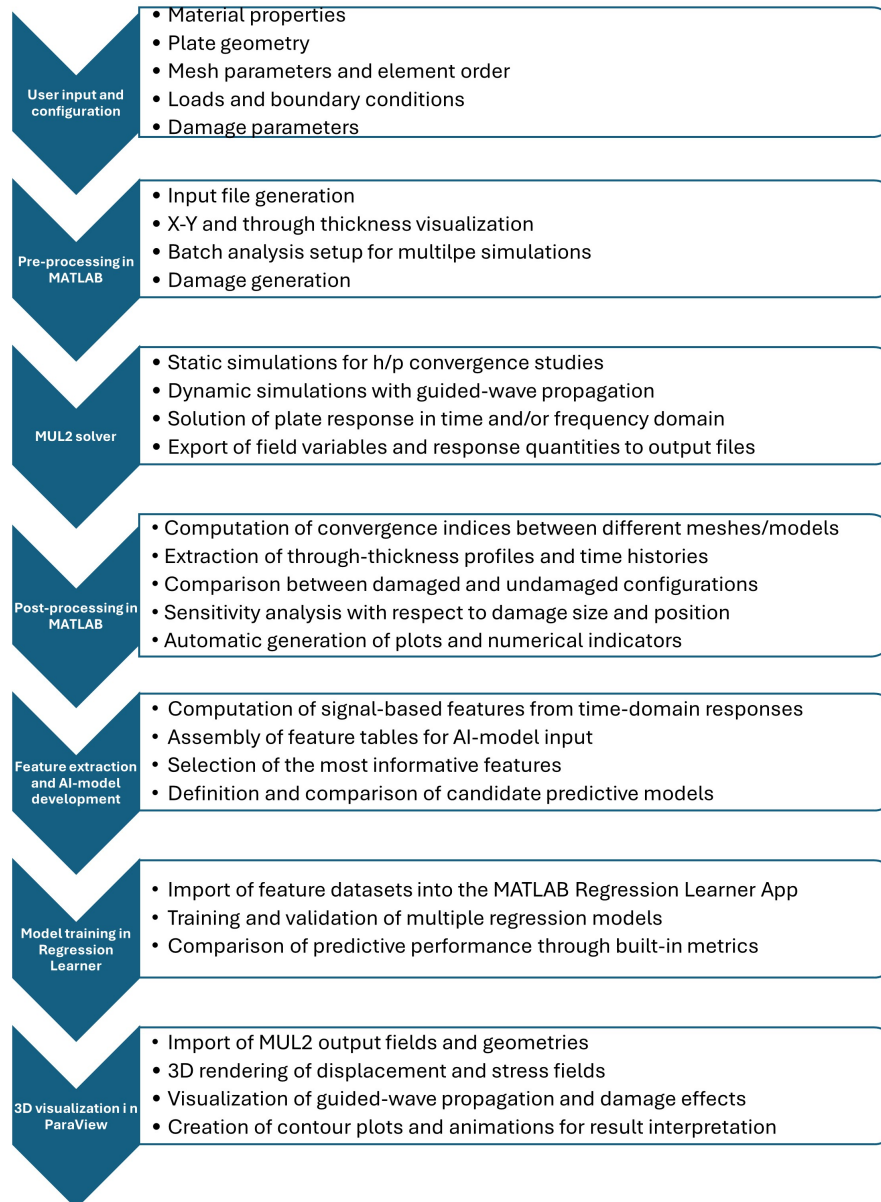 User input and
configuration
• Material properties
• Plate geometry
• Mesh parameters and element order
• Loads and boundary conditions
• Damage parameters
Pre-processing in
MATLAB
• Input file generation
• X-Y and through thickness visualization
• Batch analysis setup for multilpe simulations
• Damage generation
MUL2 solver
• Static simulations for h/p convergence studies
• Dynamic simulations with guided-wave propagation
• Solution of plate response in time and/or frequency domain
• Export of field variables and response quantities to output files
Post-processing in
MATLAB
• Computation of convergence indices between different meshes/models
• Extraction of through-thickness profiles and time histories
• Comparison between damaged and undamaged configurations
• Sensitivity analysis with respect to damage size and position
• Automatic generation of plots and numerical indicators
Feature extraction
and AI-model
development
• Computation of signal-based features from time-domain responses
• Assembly of feature tables for AI-model input
• Selection of the most informative features
• Definition and comparison of candidate predictive models
Model training in
Regression
Learner
• Import of feature datasets into the MATLAB Regression Learner App
• Training and validation of multiple regression models
• Comparison of predictive performance through built-in metrics
3D visualization i n
ParaView
• Import of MUL2 output fields and geometries
• 3D rendering of displacement and stress fields
• Visualization of guided-wave propagation and damage effects
• Creation of contour plots and animations for result interpretation